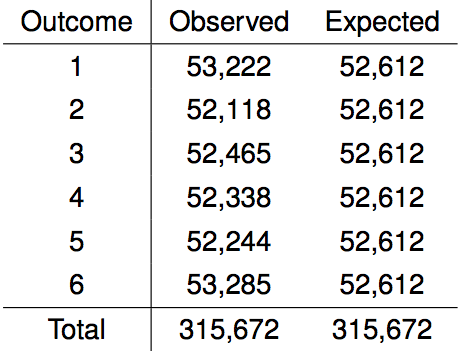 Outcome Observed Expected
1 53,222 52,612
2 52,118 52,612
3 52,465 52,612
4 52,338 52,612
5 52,244 52,612
6 53,285 52,612
Total 315,672 315,672